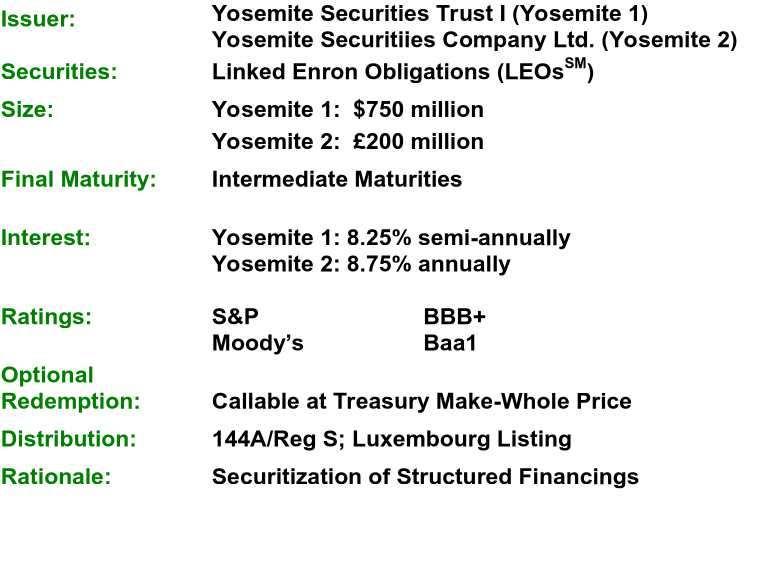 Issuer: Yosemite Securities Trust I (Yosemite 1)
Yosemite Securitiies Company Ltd. (Yosemite 2)
Securities: Linked Enron Obligations (LEOsSM)
Size: Yosemite 1: $750 million
Yosemite 2: £200 million
Final Maturity: Intermediate Maturities
Interest: Yosemite 1: 8.25% semi-annually
Yosemite 2: 8.75% annually
Ratings: S&P BBB+
Moody’s Baa1
Optional
Redemption: Callable at Treasury Make-Whole Price
Distribution: 144A/Reg S; Luxembourg Listing
Rationale: Securitization of Structured Financings